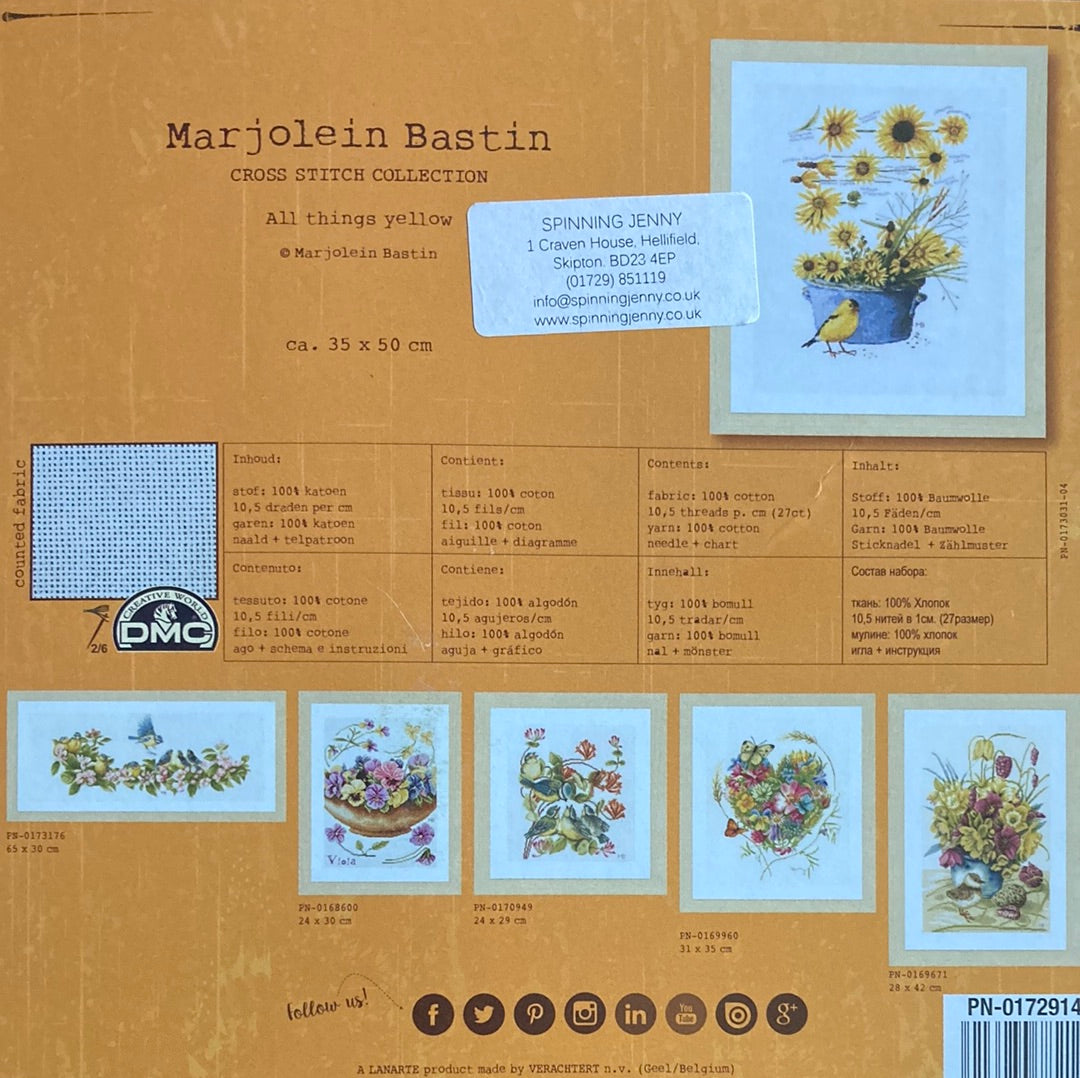 Marjolein Bastin
CROSS STITCH COLLECTION
All things yellow
© Marjolein Bastin
ca. 35 x 50 cm
SPINNING JENNY
1 Craven House, Hellifield,
Skipton. BD23 4EP
(01729) 851119
info@spinningjenny.co.uk
www.spinningjenny.co.uk
counted fabric
2/6
CREATIVE WORLD
DMC
Inhoud:
stof: 100% katoen
10,5 draden per cm
garen: 100% katoen
naald + telpatroon
Contient:
tissu: 100% coton
10,5 fils/cm
fil: 100% coton
aiguille + diagramme
Contents:
fabric: 100% cotton
10,5 threads p. cm (27ct)
yarn: 100% cotton
needle + chart
Inhalt:
Stoff: 100% Baumwolle
10,5 Fäden/cm
Garn: 100% Baumwolle
Sticknadel + Zählmuster
PN-0173031-04
Contenuto:
tessuto: 100% cotone
10,5 fili/cm
filo: 100% cotone
ago + schema e instruzioni
Contiene:
tejido: 100% algodón
10,5 agujeros/cm
hilo: 100% algodón
aguja + gráfico
Innehall:
tyg: 100% bomull
10,5 tradar/cm
garn: 100% bomull
nal + mönster
Состав набора:
ткань: 100% Хлопок
10,5 нитей в 1см. (27размер)
мулине: 100% хлопок
игла + инструкция
Viola
PN-0173176
65 x 30 cm
PN-0168600
24 x 30 cm
PN-0170949
24 x 29 cm
PN-0169960
31 x 35 cm
PN-0169671
28 x 42 cm
Follow us!
You
Tube
g+
PN-0172914
A LANARTE product made by VERACHTERT n.v. (Geel/Belgium)